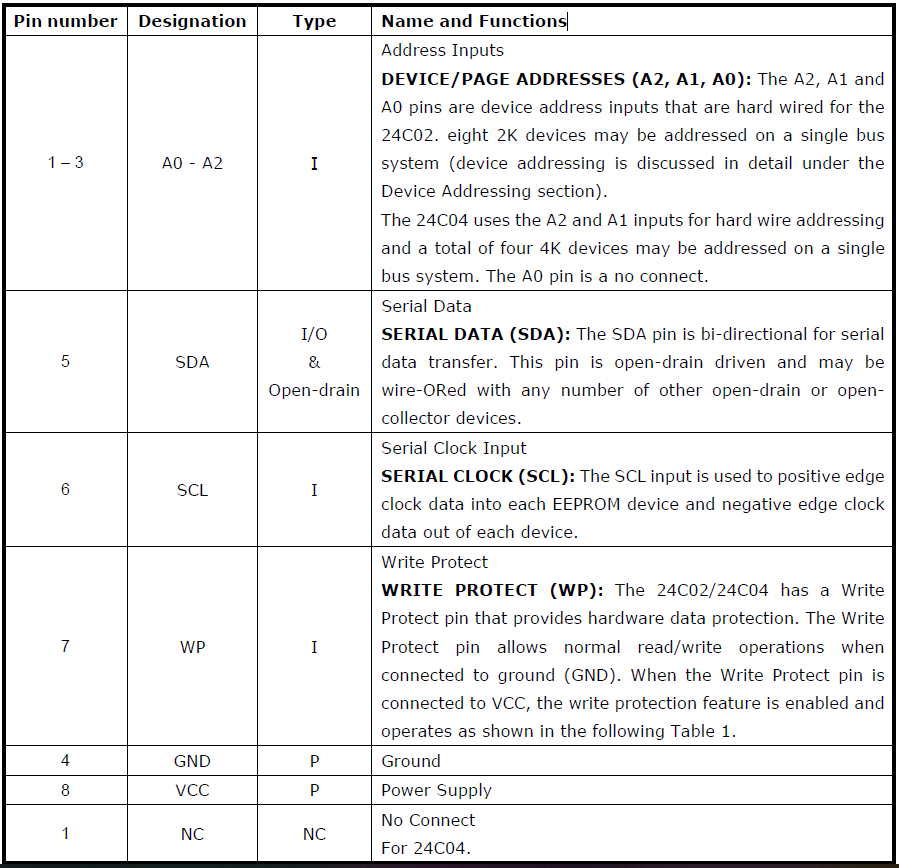 Pin number Designation Type Name and Functions
Address Inputs
DEVICE/PAGE ADDRESSES (A2, A1, A0): The A2, A1 and
A0 pins are device address inputs that are hard wired for the
24C02. eight 2K devices may be addressed on a single bus
1 – 3 A0 - A2 I system (device addressing is discussed in detail under the
Device Addressing section).
The 24C04 uses the A2 and A1 inputs for hard wire addressing
and a total of four 4K devices may be addressed on a single
bus system. The A0 pin is a no connect.
Serial Data
I/O SERIAL DATA (SDA): The SDA pin is bi-directional for serial
5 SDA & data transfer. This pin is open-drain driven and may be
Open-drain wire-ORed with any number of other open-drain or open-
collector devices.
Serial Clock Input
SERIAL CLOCK (SCL): The SCL input is used to positive edge
6 SCL I clock data into each EEPROM device and negative edge clock
data out of each device.
Write Protect
WRITE PROTECT (WP): The 24C02/24C04 has a Write
Protect pin that provides hardware data protection. The Write
7 WP I Protect pin allows normal read/write operations when
connected to ground (GND). When the Write Protect pin is
connected to VCC, the write protection feature is enabled and
operates as shown in the following Table 1.
4 GND P Ground
8 VCC P Power Supply
1 NC NC No Connect
For 24C04.